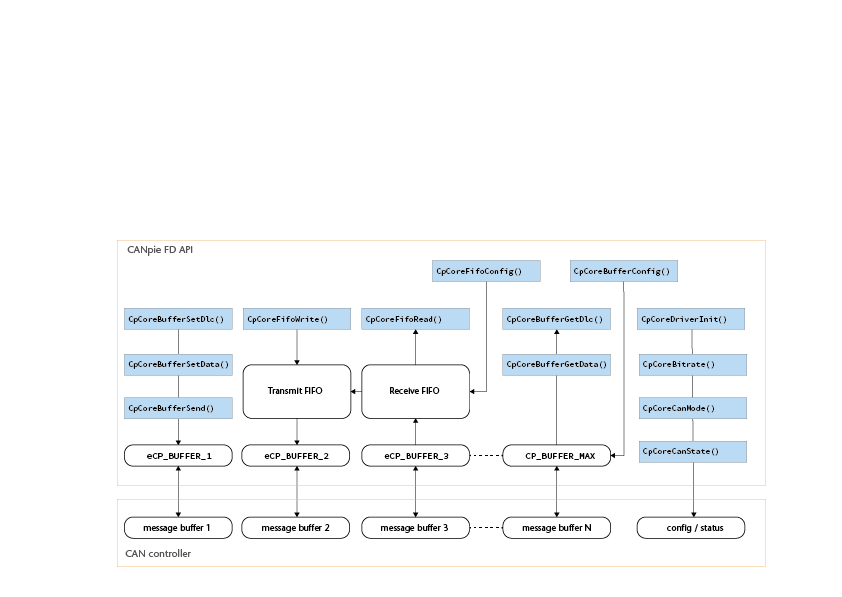 CANpie FD API
CpCoreFifoConfig()
CpCoreBufferConfig()
CpCoreBufferSetDlc()
CpCoreFifoWrite()
CpCoreFifoRead()
CpCoreBufferGetDlc()
CpCoreDriverInit()
CpCoreBufferSetData()
CpCoreBufferGetData()
CpCoreBitrate()
Transmit FIFO
Receive FIFO
CpCoreBufferSend()
CpCoreCanMode()
CpCoreCanState()
eCP_BUFFER_1
eCP_BUFFER_2
eCP_BUFFER_3
CP_BUFFER_MAX
message buffer 1
message buffer 2
message buffer 3
message buffer N
config / status
CAN controller